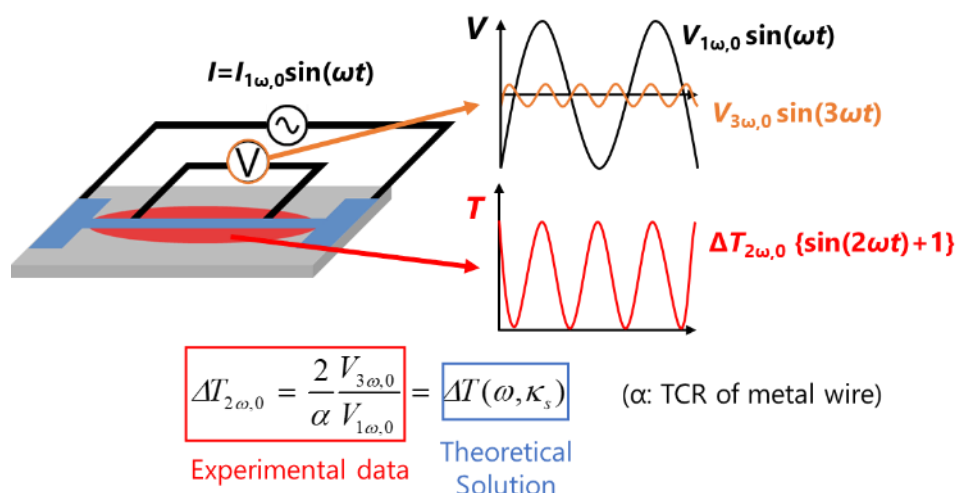 I=I1ω,0sin(ωt)
V
V
V1ω,0 sin(ωt)
V3ω,0 sin(3ωt)
T
ΔT2ω,0 {sin(2ωt)+1}
ΔT2ω,0 = 2/α V3ω,0/V1ω,0 = ΔT(ω,κs)
(α: TCR of metal wire)
Experimental data
Theoretical
Solution